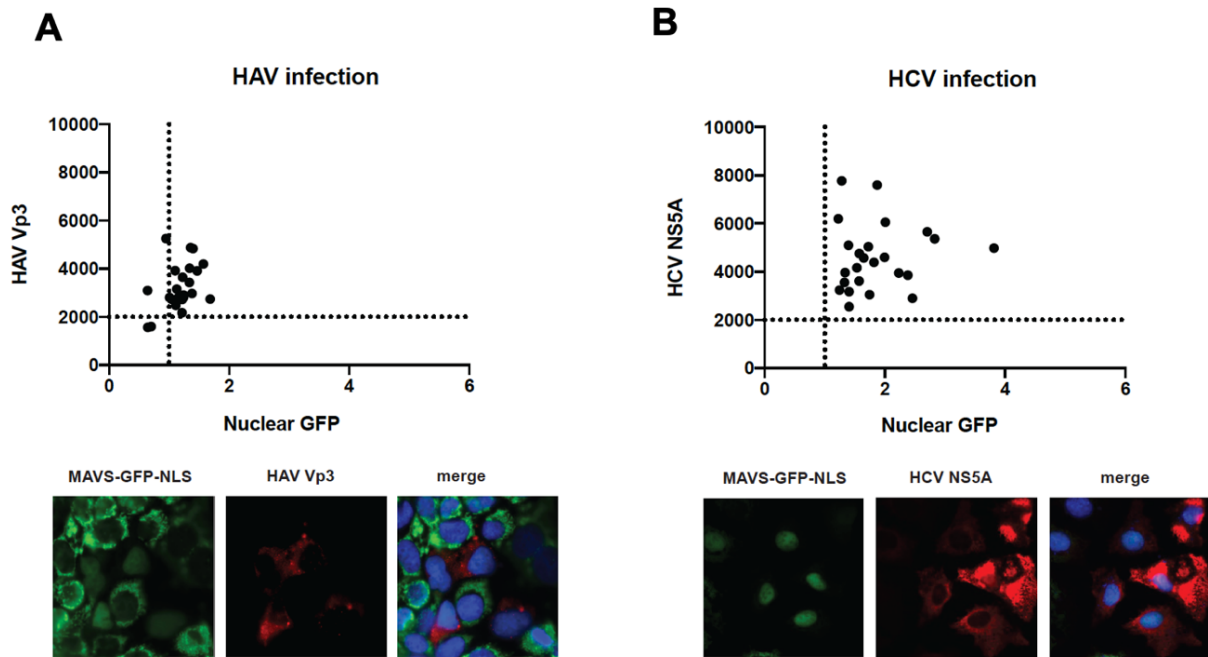 A
HAV infection
10000
8000
6000
4000
2000
0
HAV Vp3
0 2 4 6
Nuclear GFP
MAVS-GFP-NLS HAV Vp3 merge
B
HCV infection
10000
8000
6000
4000
2000
0
HCV NS5A
0 2 4 6
Nuclear GFP
MAVS-GFP-NLS HCV NS5A merge